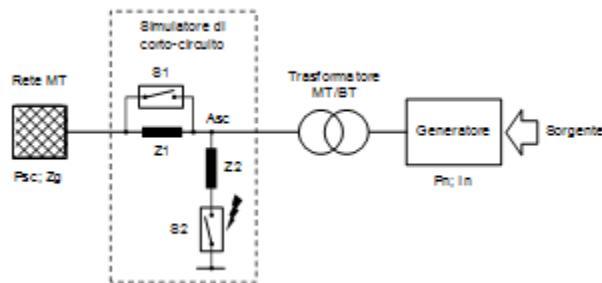 Simulatore di
corto-circuito
S1
Rete MT
Asc
Z1
Trasformatore
MT/BT
Generatore
Sorgente
Psc; Zg
Z2
Pn; In
S2